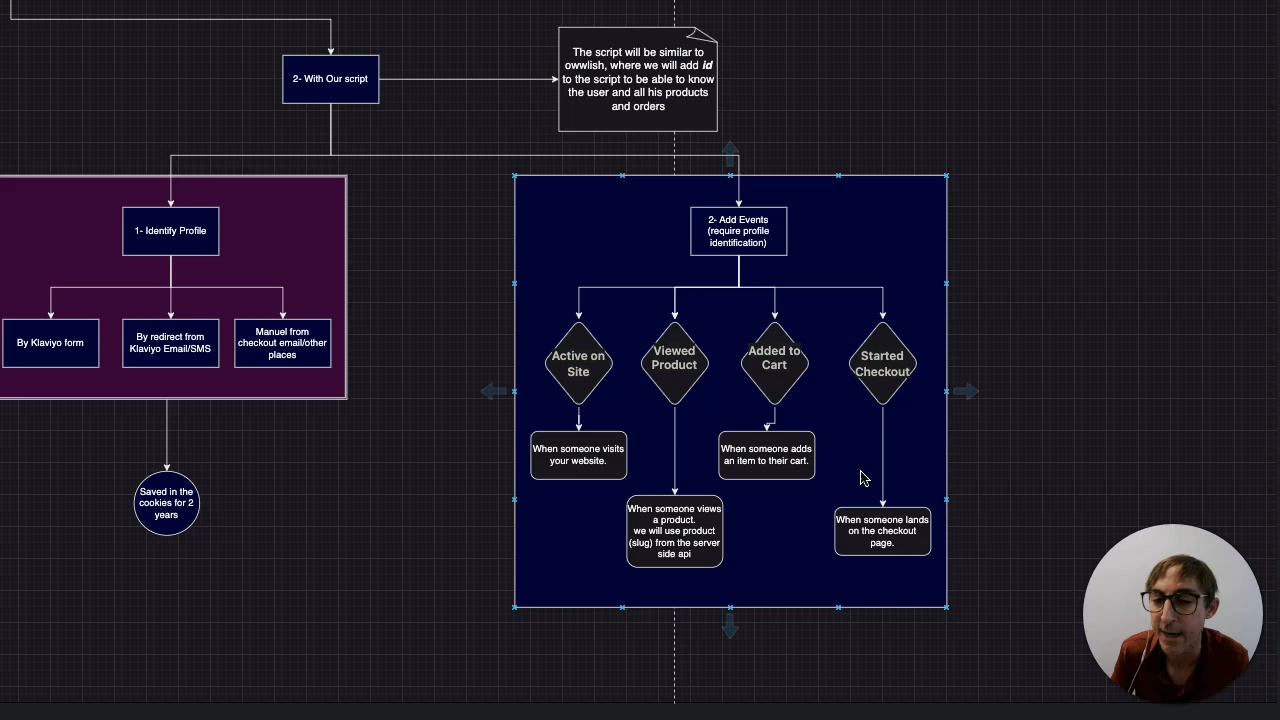 2- With Our script
The script will be similar to
owwlish, where we will add id
to the script to be able to know
the user and all his products
and orders
1- Identify Profile
By Klaviyo form
By redirect from
Klaviyo Email/SMS
Manuel from
checkout email/other
places
Saved in the
cookies for 2
years
2- Add Events
(require profile
identification)
Active on
Site
Viewed
Product
Added to
Cart
Started
Checkout
When someone visits
your website.
When someone views
a product.
we will use product
(slug) from the server
side api
When someone adds
an item to their cart.
When someone lands
on the checkout
page.